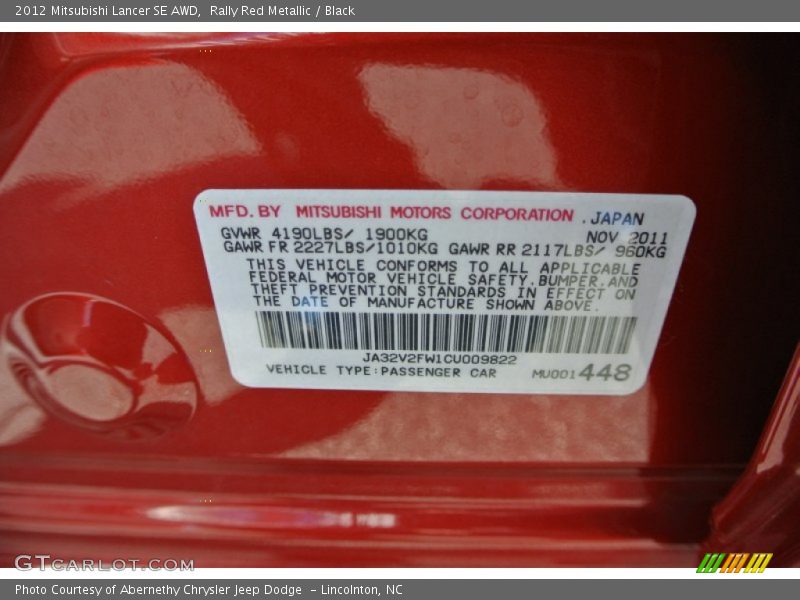 2012 Mitsubishi Lancer SE AWD,  Rally Red Metallic / Black
MFD. BY MITSUBISHI MOTORS CORPORATION .JAPAN
GVWR 4190LBS/ 1900KG NOV 2011
GAWR FR 2227LBS/1010KG GAWR RR 2117LBS/ 960KG
THIS VEHICLE CONFORMS TO ALL APPLICABLE
FEDERAL MOTOR VEHICLE SAFETY,BUMPER,AND
THEFT PREVENTION STANDARDS IN EFFECT ON
THE DATE OF MANUFACTURE SHOWN ABOVE.
JA32V2FW1CU009822
VEHICLE TYPE:PASSENGER CAR MU001448
GTCARLOT.COM
Photo Courtesy of Abernethy Chrysler Jeep Dodge  – Lincolnton, NC